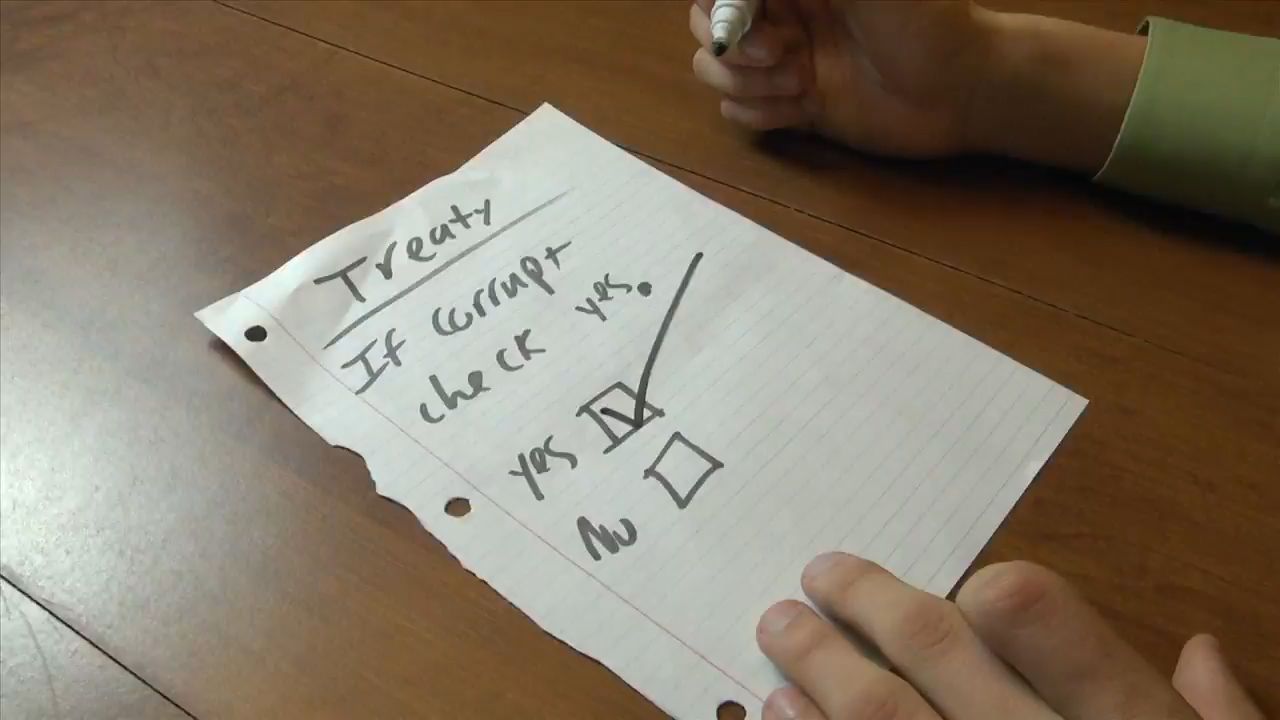 Treaty
If corrupt
check yes.
yes
No